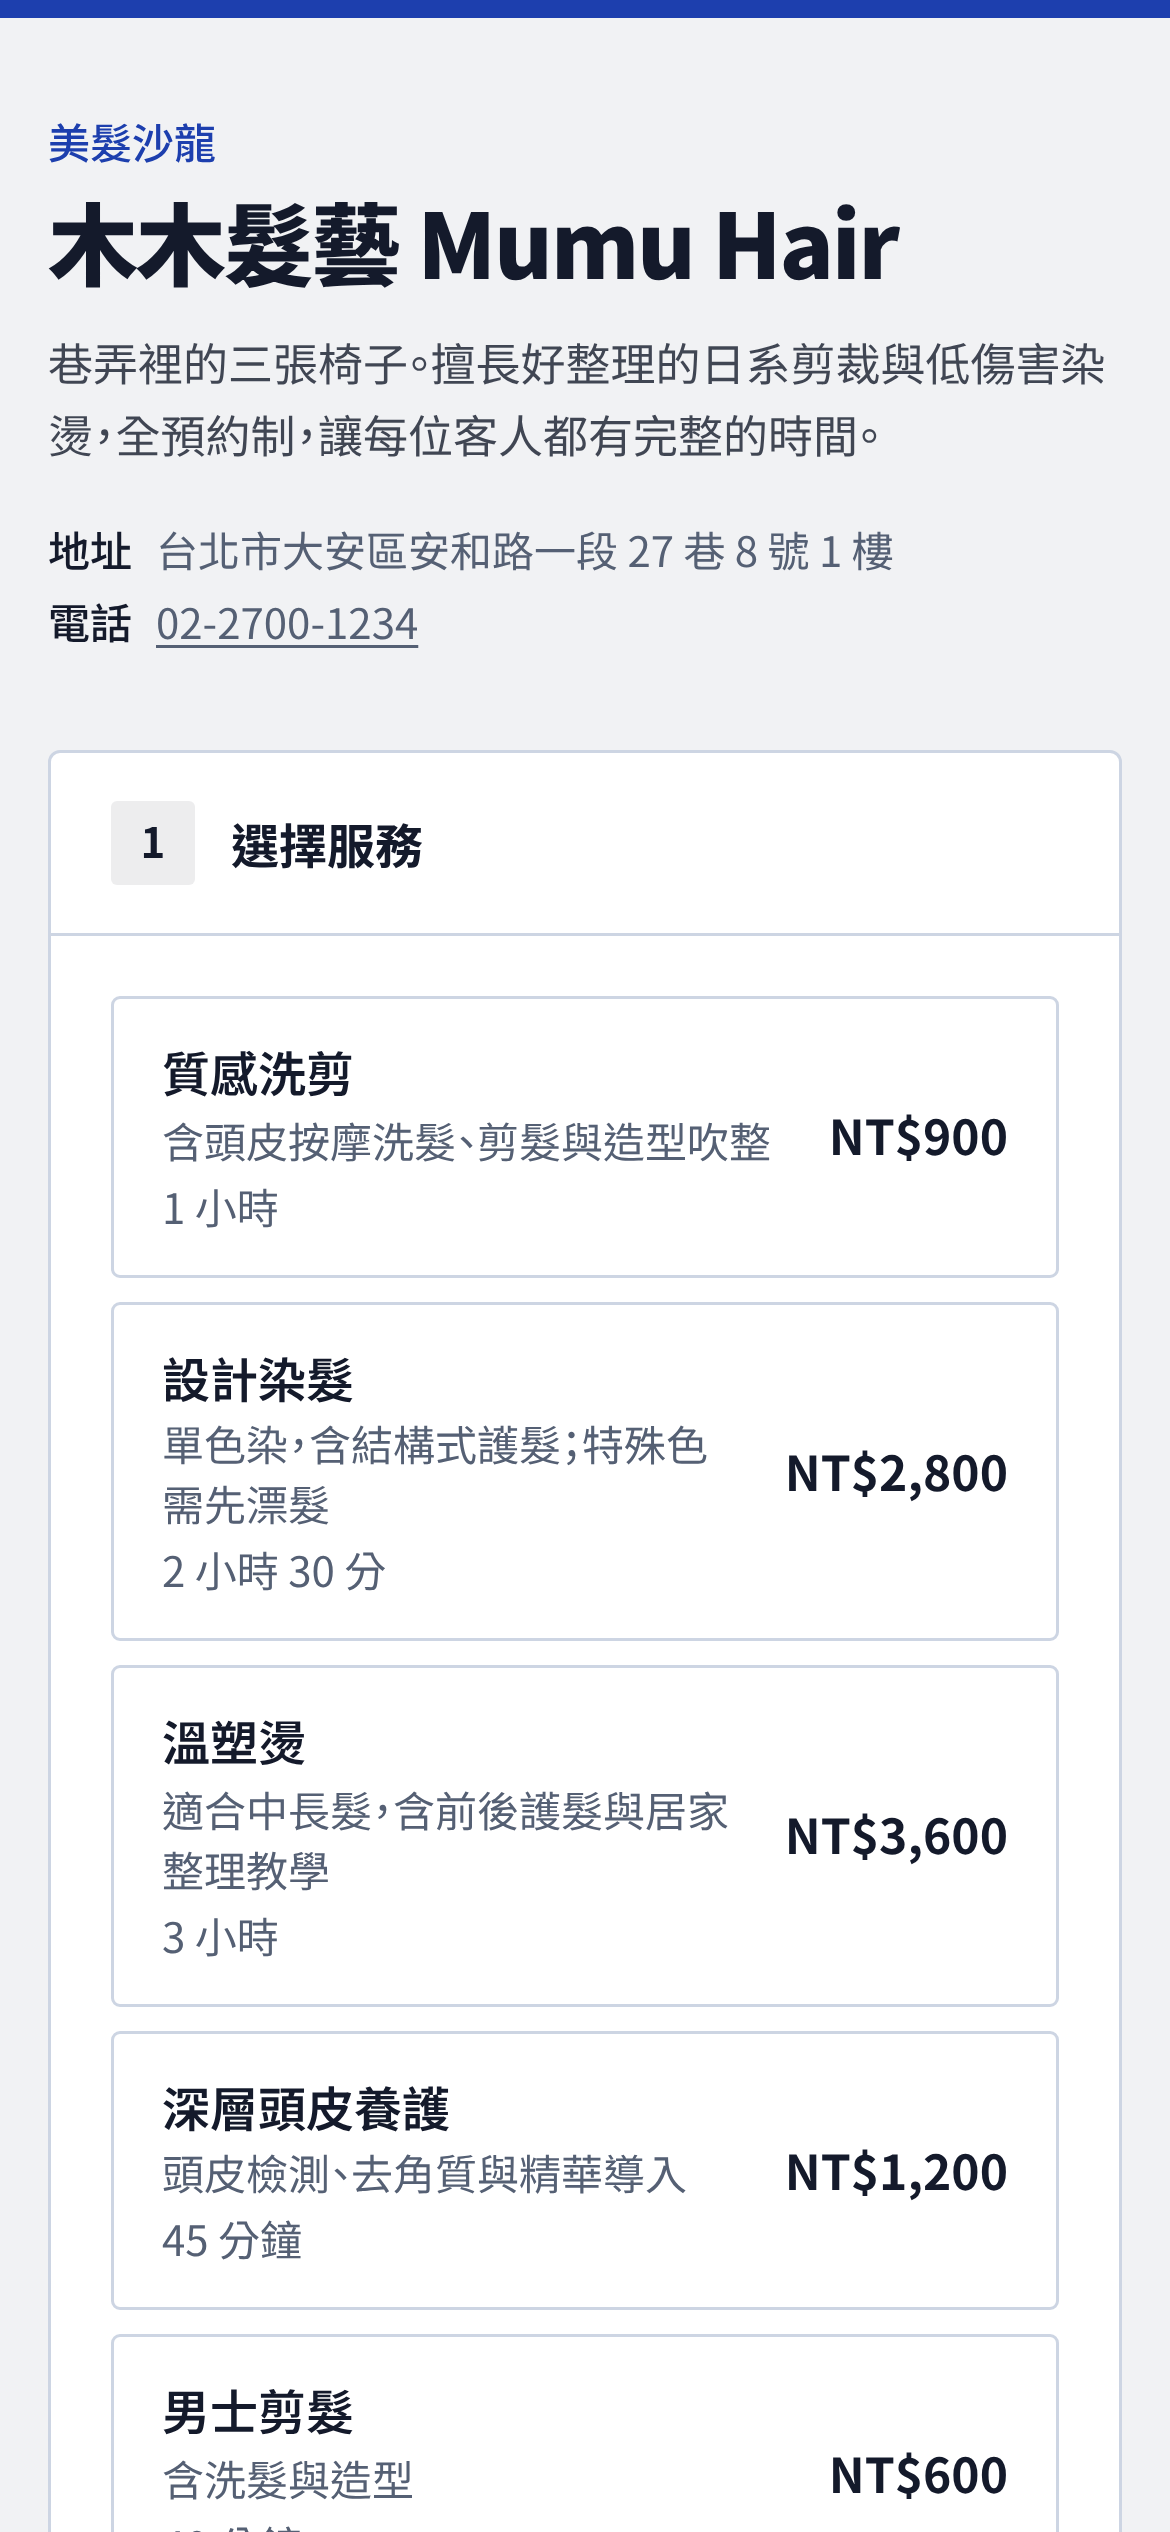 美髮沙龍
木木髮藝 Mumu Hair
巷弄裡的三張椅子。擅長好整理的日系剪裁與低傷害染
燙，全預約制，讓每位客人都有完整的時間。
地址 台北市大安區安和路一段 27 巷 8 號 1 樓
電話 02-2700-1234
1 選擇服務
質感洗剪
含頭皮按摩洗髮、剪髮與造型吹整
1 小時
NT$900
設計染髮
單色染，含結構式護髮；特殊色
需先漂髮
2 小時 30 分
NT$2,800
溫塑燙
適合中長髮，含前後護髮與居家
整理教學
3 小時
NT$3,600
深層頭皮養護
頭皮檢測、去角質與精華導入
45 分鐘
NT$1,200
男士剪髮
含洗髮與造型
NT$600